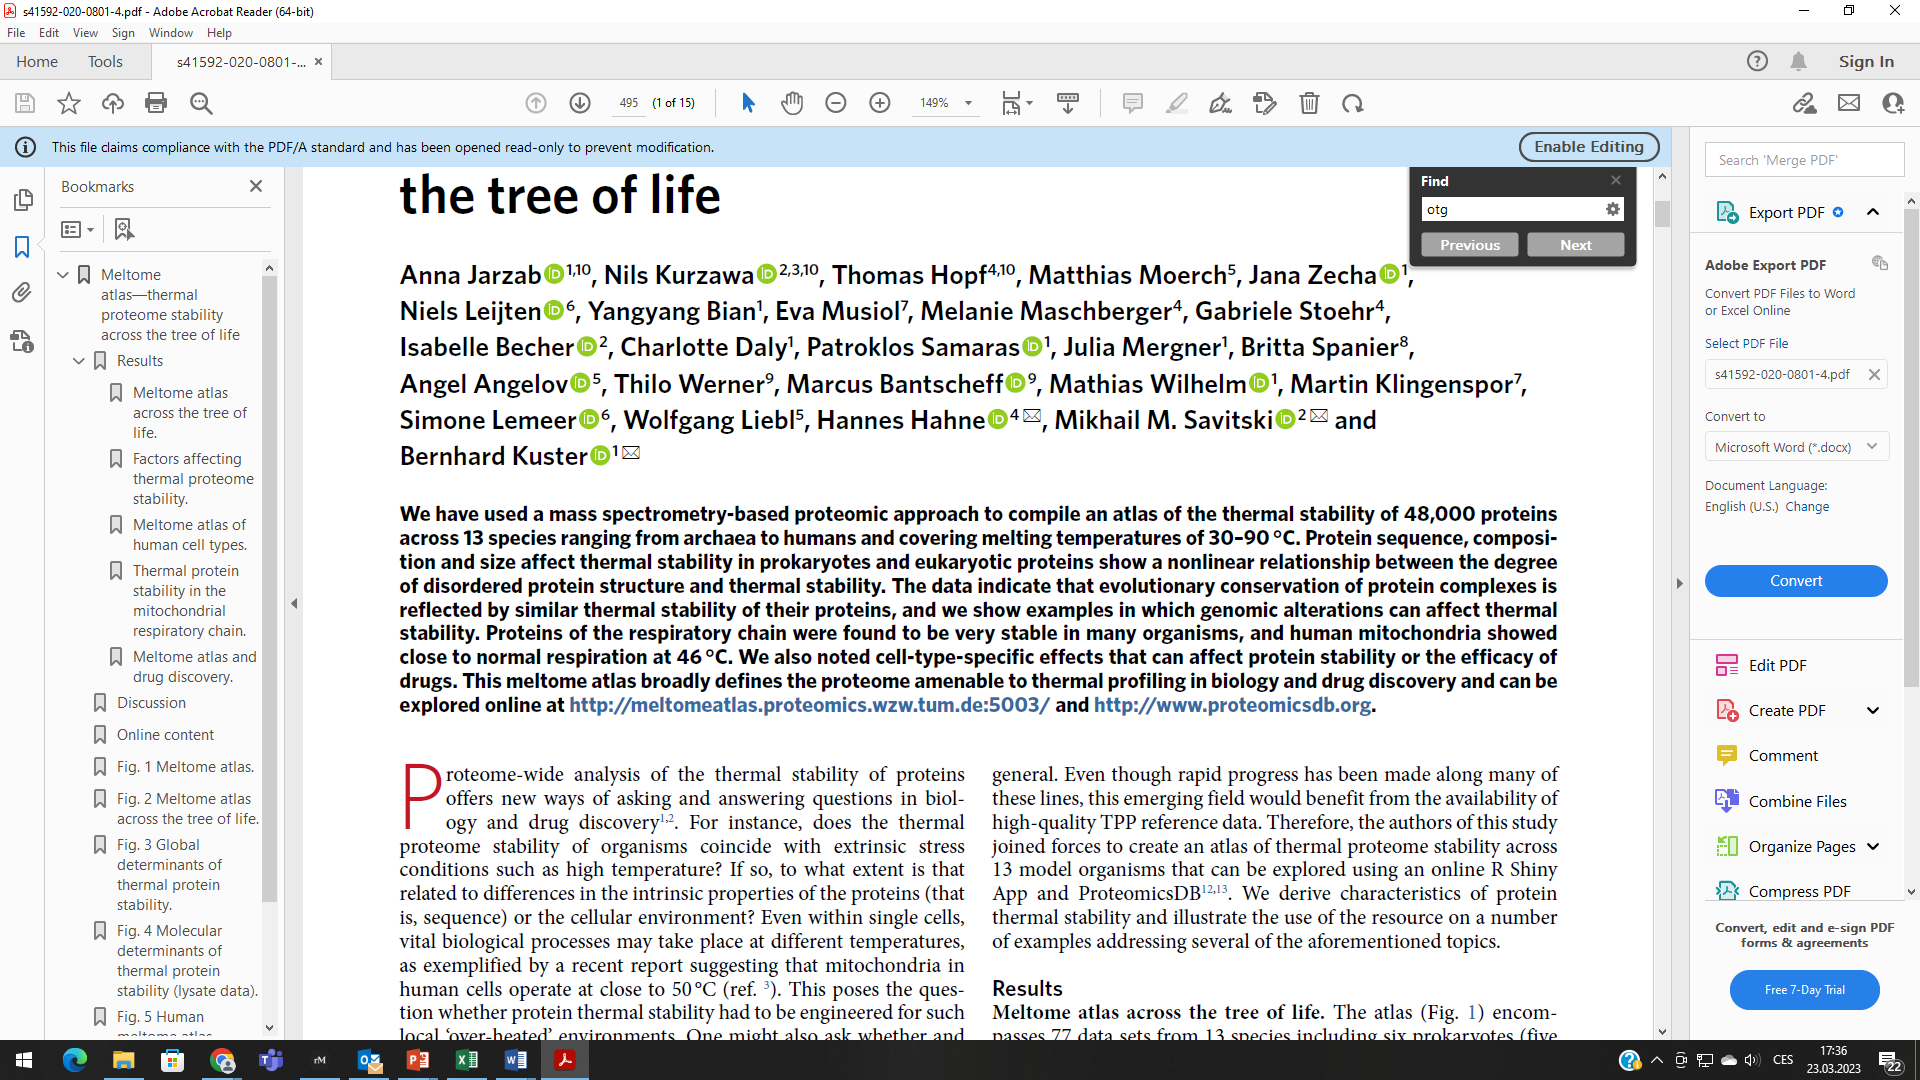 s41592-020-0801-4.pdf - Adobe Acrobat Reader (64-bit)
File Edit View Sign Window Help
Home Tools s41592-020-0801-... × Sign In
495 (1 of 15) 149%
This file claims compliance with the PDF/A standard and has been opened read-only to prevent modification. Enable Editing
Bookmarks
Meltome
atlas—thermal
proteome stability
across the tree of life
Results
Meltome atlas
across the tree of
life.
Factors affecting
thermal proteome
stability.
Meltome atlas of
human cell types.
Thermal protein
stability in the
mitochondrial
respiratory chain.
Meltome atlas and
drug discovery.
Discussion
Online content
Fig. 1 Meltome atlas.
Fig. 2 Meltome atlas
across the tree of life.
Fig. 3 Global
determinants of
thermal protein
stability.
Fig. 4 Molecular
determinants of
thermal protein
stability (lysate data).
Fig. 5 Human
meltome atlas
the tree of life
Find
otg
Previous Next
Anna Jarzab 1,10, Nils Kurzawa 2,3,10, Thomas Hopf4,10, Matthias Moerch5, Jana Zecha 1,
Niels Leijten 6, Yangyang Bian1, Eva Musiol7, Melanie Maschberger4, Gabriele Stoehr4,
Isabelle Becher 2, Charlotte Daly1, Patroklos Samaras 1, Julia Mergner1, Britta Spanier8,
Angel Angelov 5, Thilo Werner9, Marcus Bantscheff 9, Mathias Wilhelm 1, Martin Klingenspor7,
Simone Lemeer 6, Wolfgang Liebl5, Hannes Hahne 4 ✉, Mikhail M. Savitski 2 ✉ and
Bernhard Kuster 1 ✉
We have used a mass spectrometry-based proteomic approach to compile an atlas of the thermal stability of 48,000 proteins
across 13 species ranging from archaea to humans and covering melting temperatures of 30–90 °C. Protein sequence, composi-
tion and size affect thermal stability in prokaryotes and eukaryotic proteins show a nonlinear relationship between the degree
of disordered protein structure and thermal stability. The data indicate that evolutionary conservation of protein complexes is
reflected by similar thermal stability of their proteins, and we show examples in which genomic alterations can affect thermal
stability. Proteins of the respiratory chain were found to be very stable in many organisms, and human mitochondria showed
close to normal respiration at 46 °C. We also noted cell-type-specific effects that can affect protein stability or the efficacy of
drugs. This meltome atlas broadly defines the proteome amenable to thermal profiling in biology and drug discovery and can be
explored online at http://meltomeatlas.proteomics.wzw.tum.de:5003/ and http://www.proteomicsdb.org.
Proteome-wide analysis of the thermal stability of proteins
offers new ways of asking and answering questions in biol-
ogy and drug discovery1,2. For instance, does the thermal
proteome stability of organisms coincide with extrinsic stress
conditions such as high temperature? If so, to what extent is that
related to differences in the intrinsic properties of the proteins (that
is, sequence) or the cellular environment? Even within single cells,
vital biological processes may take place at different temperatures,
as exemplified by a recent report suggesting that mitochondria in
human cells operate at close to 50 °C (ref. 3). This poses the ques-
tion whether protein thermal stability had to be engineered for such
local ‘over-heated’ environments. One might also ask whether and
general. Even though rapid progress has been made along many of
these lines, this emerging field would benefit from the availability of
high-quality TPP reference data. Therefore, the authors of this study
joined forces to create an atlas of thermal proteome stability across
13 model organisms that can be explored using an online R Shiny
App and ProteomicsDB12,13. We derive characteristics of protein
thermal stability and illustrate the use of the resource on a number
of examples addressing several of the aforementioned topics.
Results
Meltome atlas across the tree of life. The atlas (Fig. 1) encom-
passes 77 data sets from 13 species including six prokaryotes (five
Search 'Merge PDF'
Export PDF
Adobe Export PDF
Convert PDF Files to Word
or Excel Online
Select PDF File
s41592-020-0801-4.pdf
Convert to
Microsoft Word (*.docx)
Document Language:
English (U.S.) Change
Convert
Edit PDF
Create PDF
Comment
Combine Files
Organize Pages
Compress PDF
Convert, edit and e-sign PDF
forms & agreements
Free 7-Day Trial
rM CES 17:36
23.03.2023 22